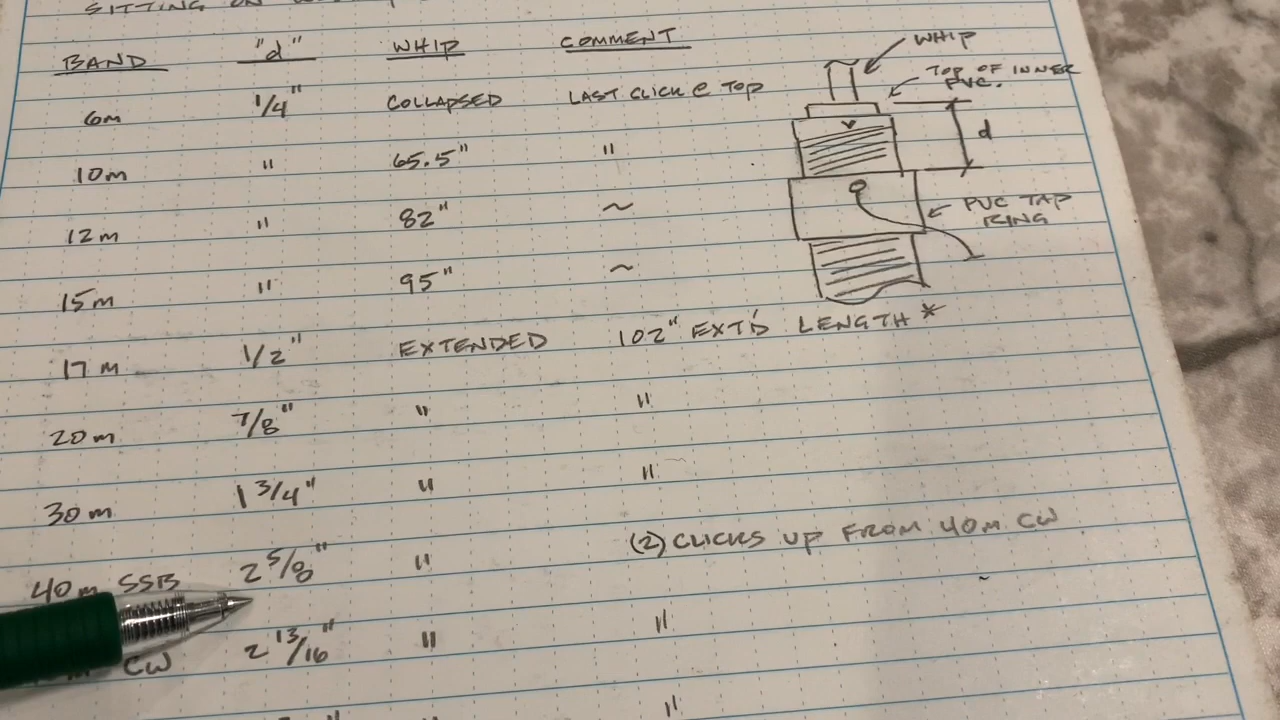 SITTING ON
BAND "d" WHIP COMMENT
6m 1/4" COLLAPSED LAST CLICK @ TOP
10m " 65.5" "
12m " 82" ~
15m " 95" ~
17m 1/2" EXTENDED 102" EXT'D LENGTH *
20m 7/8" " "
30m 1 3/4" " "
40m SSB 2 5/8" " (2) CLICKS UP FROM 40M CW
CW 2 13/16" " "
" " "
WHIP
TOP OF INNER
PVC.
d
PVC TAP
RING